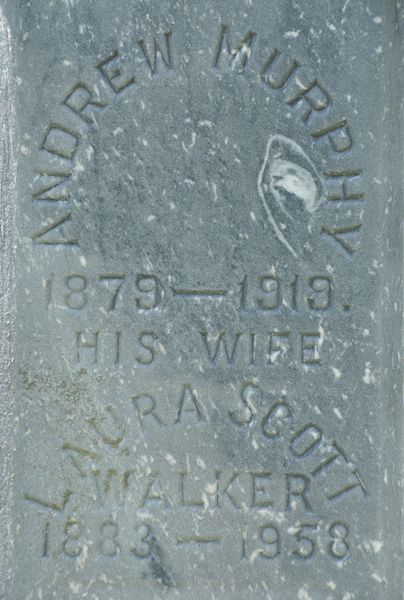 ANDREW MURPHY
1879 — 1919.
HIS WIFE
LAURA SCOTT
WALKER
1883 — 1958